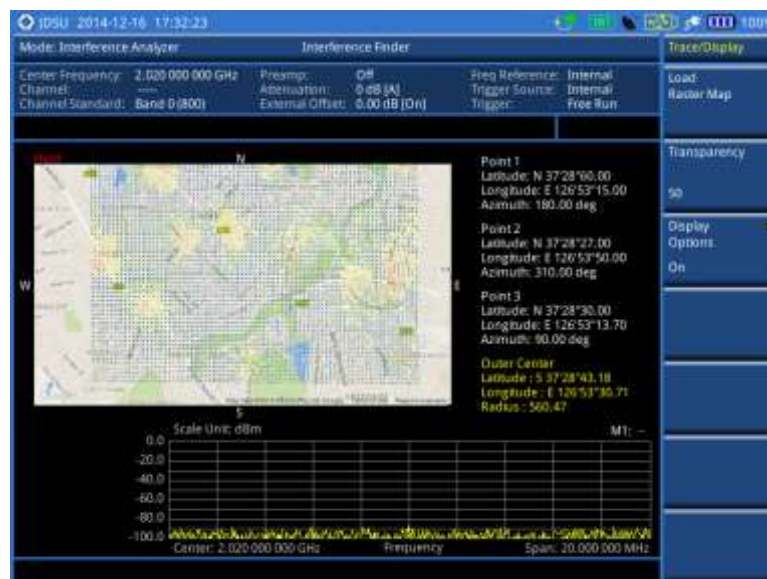 JDSU 2014-12-16 17:32:23
100%
Mode: Interference Analyzer
Interference Finder
Trace/Display
Center Frequency: 2.020 000 000 GHz
Channel: ----
Channel Standard: Band 0 (800)
Preamp: Off
Attenuation: 0 dB [A]
External Offset: 0.00 dB [On]
Freq Reference: Internal
Trigger Source: Internal
Trigger: Free Run
Load
Raster Map
Transparency
50
Display
Options
On
N
W
E
S
Point 1
Latitude: N 37'28"60.00
Longitude: E 126'53"15.00
Azimuth: 180.00 deg
Point 2
Latitude: N 37'28"27.00
Longitude: E 126'53"50.00
Azimuth: 310.00 deg
Point 3
Latitude: N 37'28"30.00
Longitude: E 126'53"13.70
Azimuth: 90.00 deg
Outer Center
Latitude : S 37'28"43.18
Longitude : E 126'53"30.71
Radius : 560.47
Scale Unit: dBm
M1: --
0.0
-20.0
-40.0
-60.0
-80.0
-100.0
Center: 2.020 000 000 GHz
Frequency
Span: 20.000 000 MHz